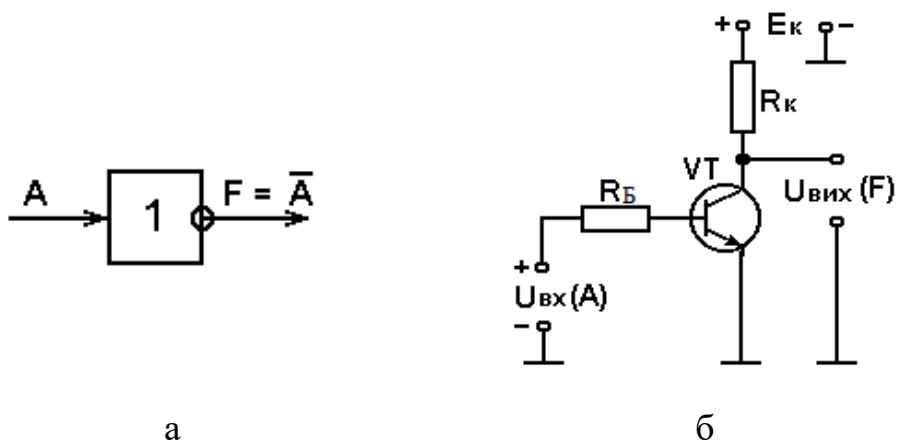 A
1
F = A̅
а
+ Eк -
Rк
VT
RБ
Uвих (F)
+
Uвх (A)
-
б